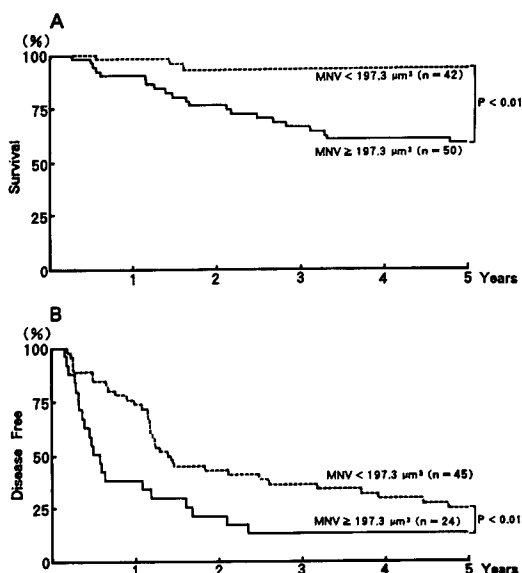 A
(%)
100
75
50
25
0
Survival
MNV < 197.3 μm³ (n = 42)
MNV ≥ 197.3 μm³ (n = 50)
P < 0.01
1 2 3 4 5 Years
B
(%)
100
75
50
25
0
Disease Free
MNV < 197.3 μm³ (n = 45)
MNV ≥ 197.3 μm³ (n = 24)
P < 0.01
1 2 3 4 5 Years